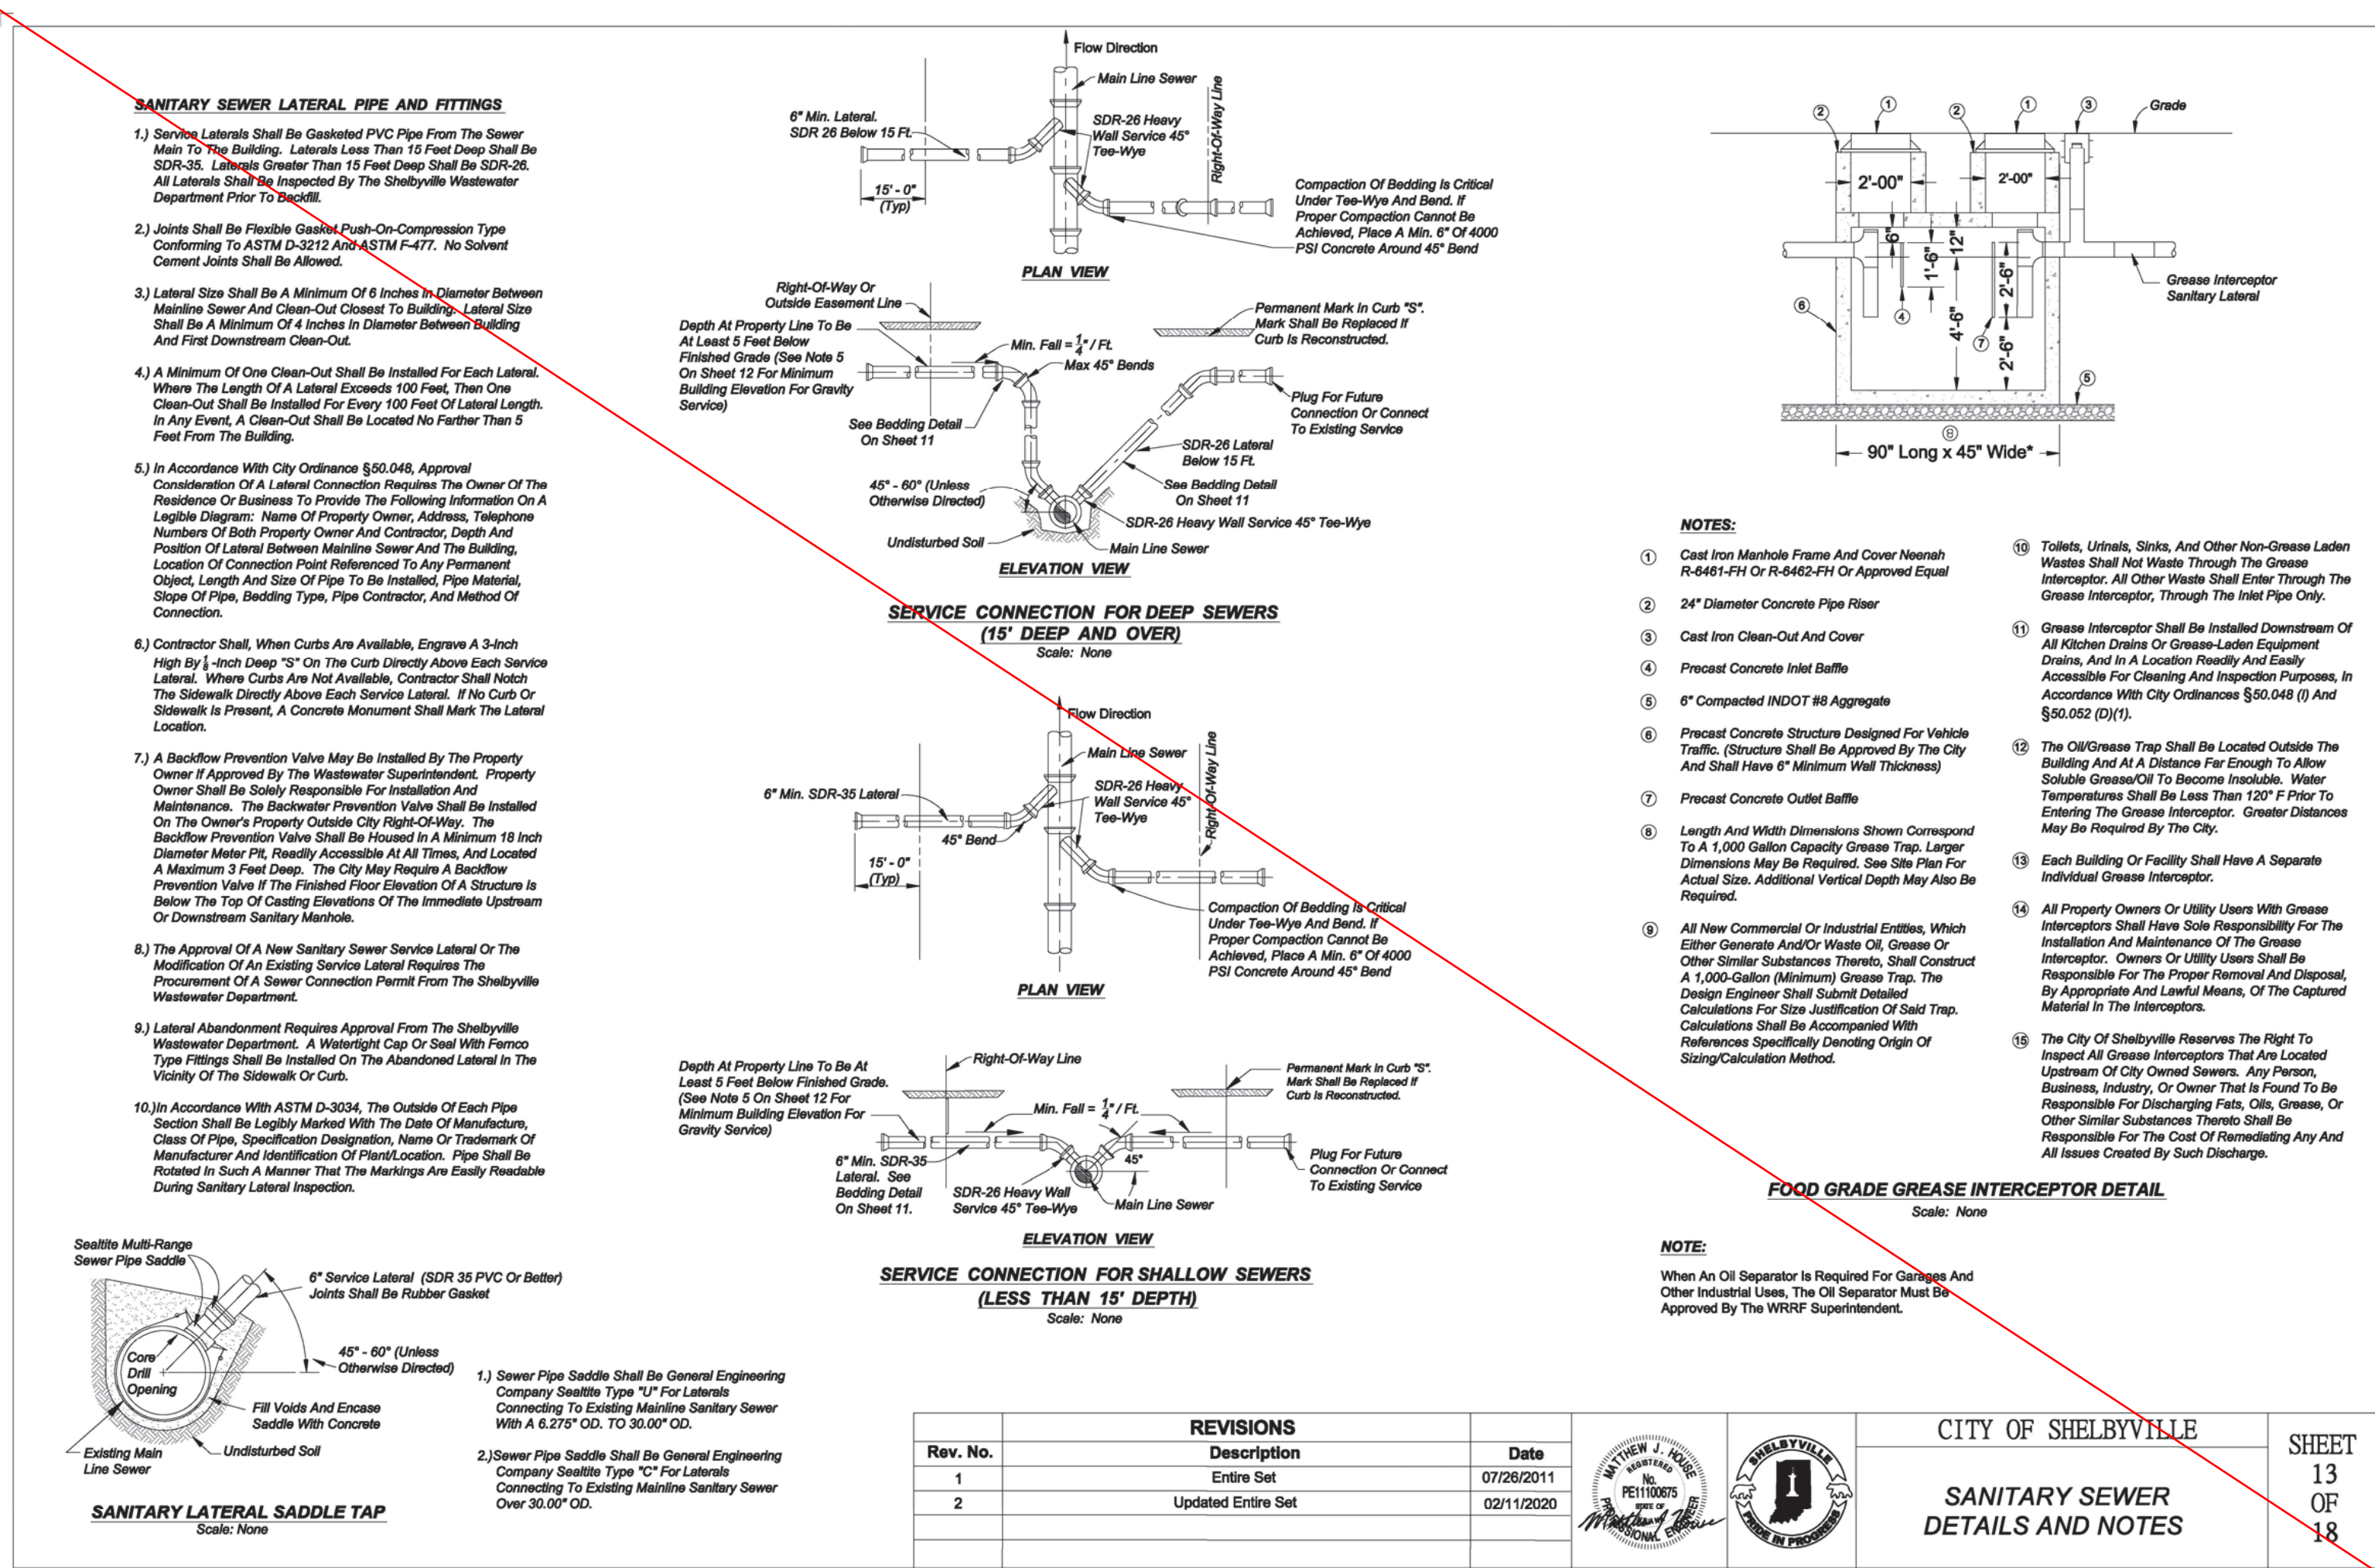 SANITARY SEWER LATERAL PIPE AND FITTINGS
1.) Service Laterals Shall Be Gasketed PVC Pipe From The Sewer
Main To The Building. Laterals Less Than 15 Feet Deep Shall Be
SDR-35. Laterals Greater Than 15 Feet Deep Shall Be SDR-26.
All Laterals Shall Be Inspected By The Shelbyville Wastewater
Department Prior To Backfill.
2.) Joints Shall Be Flexible Gasket Push-On-Compression Type
Conforming To ASTM D-3212 And ASTM F-477. No Solvent
Cement Joints Shall Be Allowed.
3.) Lateral Size Shall Be A Minimum Of 6 Inches In Diameter Between
Mainline Sewer And Clean-Out Closest To Building. Lateral Size
Shall Be A Minimum Of 4 Inches In Diameter Between Building
And First Downstream Clean-Out.
4.) A Minimum Of One Clean-Out Shall Be Installed For Each Lateral.
Where The Length Of A Lateral Exceeds 100 Feet, Then One
Clean-Out Shall Be Installed For Every 100 Feet Of Lateral Length.
In Any Event, A Clean-Out Shall Be Located No Farther Than 5
Feet From The Building.
5.) In Accordance With City Ordinance §50.048, Approval
Consideration Of A Lateral Connection Requires The Owner Of The
Residence Or Business To Provide The Following Information On A
Legible Diagram: Name Of Property Owner, Address, Telephone
Numbers Of Both Property Owner And Contractor, Depth And
Position Of Lateral Between Mainline Sewer And The Building,
Location Of Connection Point Referenced To Any Permanent
Object, Length And Size Of Pipe To Be Installed, Pipe Material,
Slope Of Pipe, Bedding Type, Pipe Contractor, And Method Of
Connection.
6.) Contractor Shall, When Curbs Are Available, Engrave A 3-Inch
High By 1/8 -Inch Deep "S" On The Curb Directly Above Each Service
Lateral. Where Curbs Are Not Available, Contractor Shall Notch
The Sidewalk Directly Above Each Service Lateral. If No Curb Or
Sidewalk Is Present, A Concrete Monument Shall Mark The Lateral
Location.
7.) A Backflow Prevention Valve May Be Installed By The Property
Owner If Approved By The Wastewater Superintendent. Property
Owner Shall Be Solely Responsible For Installation And
Maintenance. The Backwater Prevention Valve Shall Be Installed
On The Owner's Property Outside City Right-Of-Way. The
Backflow Prevention Valve Shall Be Housed In A Minimum 18 Inch
Diameter Meter Pit, Readily Accessible At All Times, And Located
A Maximum 3 Feet Deep. The City May Require A Backflow
Prevention Valve If The Finished Floor Elevation Of A Structure Is
Below The Top Of Casting Elevations Of The Immediate Upstream
Or Downstream Sanitary Manhole.
8.) The Approval Of A New Sanitary Sewer Service Lateral Or The
Modification Of An Existing Service Lateral Requires The
Procurement Of A Sewer Connection Permit From The Shelbyville
Wastewater Department.
9.) Lateral Abandonment Requires Approval From The Shelbyville
Wastewater Department. A Watertight Cap Or Seal With Femco
Type Fittings Shall Be Installed On The Abandoned Lateral In The
Vicinity Of The Sidewalk Or Curb.
10.)In Accordance With ASTM D-3034, The Outside Of Each Pipe
Section Shall Be Legibly Marked With The Date Of Manufacture,
Class Of Pipe, Specification Designation, Name Or Trademark Of
Manufacturer And Identification Of Plant/Location. Pipe Shall Be
Rotated In Such A Manner That The Markings Are Easily Readable
During Sanitary Lateral Inspection.
Sealtite Multi-Range
Sewer Pipe Saddle
6" Service Lateral (SDR 35 PVC Or Better)
Joints Shall Be Rubber Gasket
45° - 60° (Unless
Otherwise Directed)
Core
Drill
Opening
Fill Voids And Encase
Saddle With Concrete
Existing Main
Line Sewer
Undisturbed Soil
SANITARY LATERAL SADDLE TAP
Scale: None
1.) Sewer Pipe Saddle Shall Be General Engineering
Company Sealtite Type "U" For Laterals
Connecting To Existing Mainline Sanitary Sewer
With A 6.275" OD. TO 30.00" OD.
2.)Sewer Pipe Saddle Shall Be General Engineering
Company Sealtite Type "C" For Laterals
Connecting To Existing Mainline Sanitary Sewer
Over 30.00" OD.
Flow Direction
Main Line Sewer
6" Min. Lateral.
SDR 26 Below 15 Ft.
SDR-26 Heavy
Wall Service 45°
Tee-Wye
Right-Of-Way Line
15' - 0"
(Typ)
Compaction Of Bedding Is Critical
Under Tee-Wye And Bend. If
Proper Compaction Cannot Be
Achieved, Place A Min. 6" Of 4000
PSI Concrete Around 45° Bend
PLAN VIEW
Right-Of-Way Or
Outside Easement Line
Depth At Property Line To Be
At Least 5 Feet Below
Finished Grade (See Note 5
On Sheet 12 For Minimum
Building Elevation For Gravity
Service)
Min. Fall = 1/4" / Ft.
Max 45° Bends
Permanent Mark In Curb "S".
Mark Shall Be Replaced If
Curb Is Reconstructed.
See Bedding Detail
On Sheet 11
Plug For Future
Connection Or Connect
To Existing Service
SDR-26 Lateral
Below 15 Ft.
45° - 60° (Unless
Otherwise Directed)
See Bedding Detail
On Sheet 11
SDR-26 Heavy Wall Service 45° Tee-Wye
Undisturbed Soil
Main Line Sewer
ELEVATION VIEW
SERVICE CONNECTION FOR DEEP SEWERS
(15' DEEP AND OVER)
Scale: None
Flow Direction
Main Line Sewer
Right-Of-Way Line
6" Min. SDR-35 Lateral
SDR-26 Heavy
Wall Service 45°
Tee-Wye
45° Bend
15' - 0"
(Typ)
Compaction Of Bedding Is Critical
Under Tee-Wye And Bend. If
Proper Compaction Cannot Be
Achieved, Place A Min. 6" Of 4000
PSI Concrete Around 45° Bend
PLAN VIEW
Right-Of-Way Line
Depth At Property Line To Be At
Least 5 Feet Below Finished Grade.
(See Note 5 On Sheet 12 For
Minimum Building Elevation For
Gravity Service)
Permanent Mark In Curb "S".
Mark Shall Be Replaced If
Curb Is Reconstructed.
Min. Fall = 1/4" / Ft.
6" Min. SDR-35
Lateral. See
Bedding Detail
On Sheet 11.
SDR-26 Heavy Wall
Service 45° Tee-Wye
45°
Main Line Sewer
Plug For Future
Connection Or Connect
To Existing Service
ELEVATION VIEW
SERVICE CONNECTION FOR SHALLOW SEWERS
(LESS THAN 15' DEPTH)
Scale: None
2
1
2
1
3
Grade
2'-00"
2'-00"
6"
12"
1'-6"
2'-6"
4'-6"
2'-6"
4
7
6
5
Grease Interceptor
Sanitary Lateral
8
90" Long x 45" Wide*
NOTES:
1 Cast Iron Manhole Frame And Cover Neenah
R-6461-FH Or R-6462-FH Or Approved Equal
2 24" Diameter Concrete Pipe Riser
3 Cast Iron Clean-Out And Cover
4 Precast Concrete Inlet Baffle
5 6" Compacted INDOT #8 Aggregate
6 Precast Concrete Structure Designed For Vehicle
Traffic. (Structure Shall Be Approved By The City
And Shall Have 6" Minimum Wall Thickness)
7 Precast Concrete Outlet Baffle
8 Length And Width Dimensions Shown Correspond
To A 1,000 Gallon Capacity Grease Trap. Larger
Dimensions May Be Required. See Site Plan For
Actual Size. Additional Vertical Depth May Also Be
Required.
9 All New Commercial Or Industrial Entities, Which
Either Generate And/Or Waste Oil, Grease Or
Other Similar Substances Thereto, Shall Construct
A 1,000-Gallon (Minimum) Grease Trap. The
Design Engineer Shall Submit Detailed
Calculations For Size Justification Of Said Trap.
Calculations Shall Be Accompanied With
References Specifically Denoting Origin Of
Sizing/Calculation Method.
10 Toilets, Urinals, Sinks, And Other Non-Grease Laden
Wastes Shall Not Waste Through The Grease
Interceptor. All Other Waste Shall Enter Through The
Grease Interceptor, Through The Inlet Pipe Only.
11 Grease Interceptor Shall Be Installed Downstream Of
All Kitchen Drains Or Grease-Laden Equipment
Drains, And In A Location Readily And Easily
Accessible For Cleaning And Inspection Purposes, In
Accordance With City Ordinances §50.048 (I) And
§50.052 (D)(1).
12 The Oil/Grease Trap Shall Be Located Outside The
Building And At A Distance Far Enough To Allow
Soluble Grease/Oil To Become Insoluble. Water
Temperatures Shall Be Less Than 120° F Prior To
Entering The Grease Interceptor. Greater Distances
May Be Required By The City.
13 Each Building Or Facility Shall Have A Separate
Individual Grease Interceptor.
14 All Property Owners Or Utility Users With Grease
Interceptors Shall Have Sole Responsibility For The
Installation And Maintenance Of The Grease
Interceptor. Owners Or Utility Users Shall Be
Responsible For The Proper Removal And Disposal,
By Appropriate And Lawful Means, Of The Captured
Material In The Interceptors.
15 The City Of Shelbyville Reserves The Right To
Inspect All Grease Interceptors That Are Located
Upstream Of City Owned Sewers. Any Person,
Business, Industry, Or Owner That Is Found To Be
Responsible For Discharging Fats, Oils, Grease, Or
Other Similar Substances Thereto Shall Be
Responsible For The Cost Of Remediating Any And
All Issues Created By Such Discharge.
FOOD GRADE GREASE INTERCEPTOR DETAIL
Scale: None
NOTE:
When An Oil Separator Is Required For Garages And
Other Industrial Uses, The Oil Separator Must Be
Approved By The WRRF Superintendent.
REVISIONS
Rev. No. Description Date
1 Entire Set 07/26/2011
2 Updated Entire Set 02/11/2020
MATTHEW J. HOUSE
REGISTERED
No.
PE11100675
STATE OF
PROFESSIONAL ENGINEER
SHELBYVILLE
PRIDE IN PROGRESS
CITY OF SHELBYVILLE
SANITARY SEWER
DETAILS AND NOTES
SHEET
13
OF
18